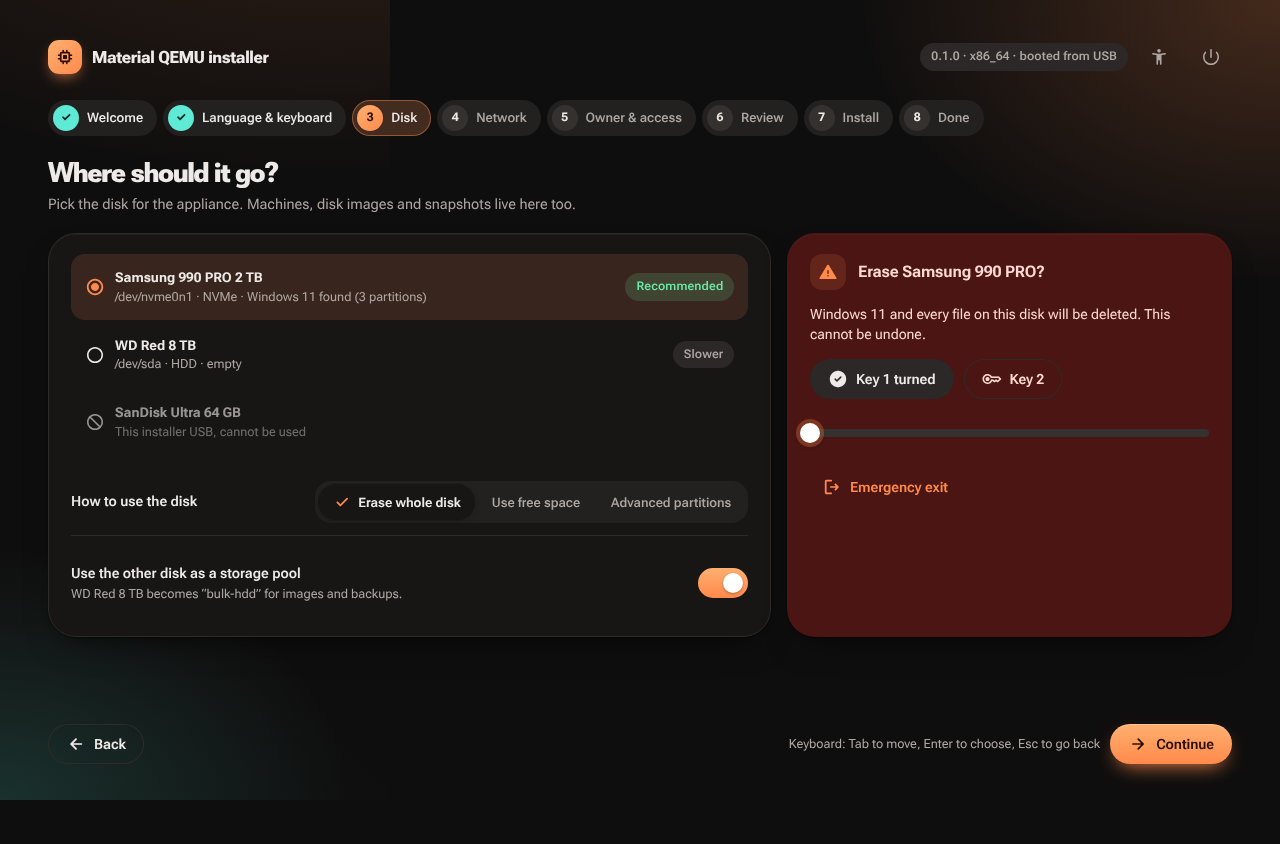 Material QEMU installer
0.1.0 · x86_64 · booted from USB
Welcome
Language & keyboard
3 Disk
4 Network
5 Owner & access
6 Review
7 Install
8 Done
Where should it go?
Pick the disk for the appliance. Machines, disk images and snapshots live here too.
Samsung 990 PRO 2 TB
/dev/nvme0n1 · NVMe · Windows 11 found (3 partitions)
Recommended
WD Red 8 TB
/dev/sda · HDD · empty
Slower
SanDisk Ultra 64 GB
This installer USB, cannot be used
How to use the disk
Erase whole disk
Use free space
Advanced partitions
Use the other disk as a storage pool
WD Red 8 TB becomes “bulk-hdd” for images and backups.
Erase Samsung 990 PRO?
Windows 11 and every file on this disk will be deleted. This
cannot be undone.
Key 1 turned
Key 2
Emergency exit
Back
Keyboard: Tab to move, Enter to choose, Esc to go back
Continue